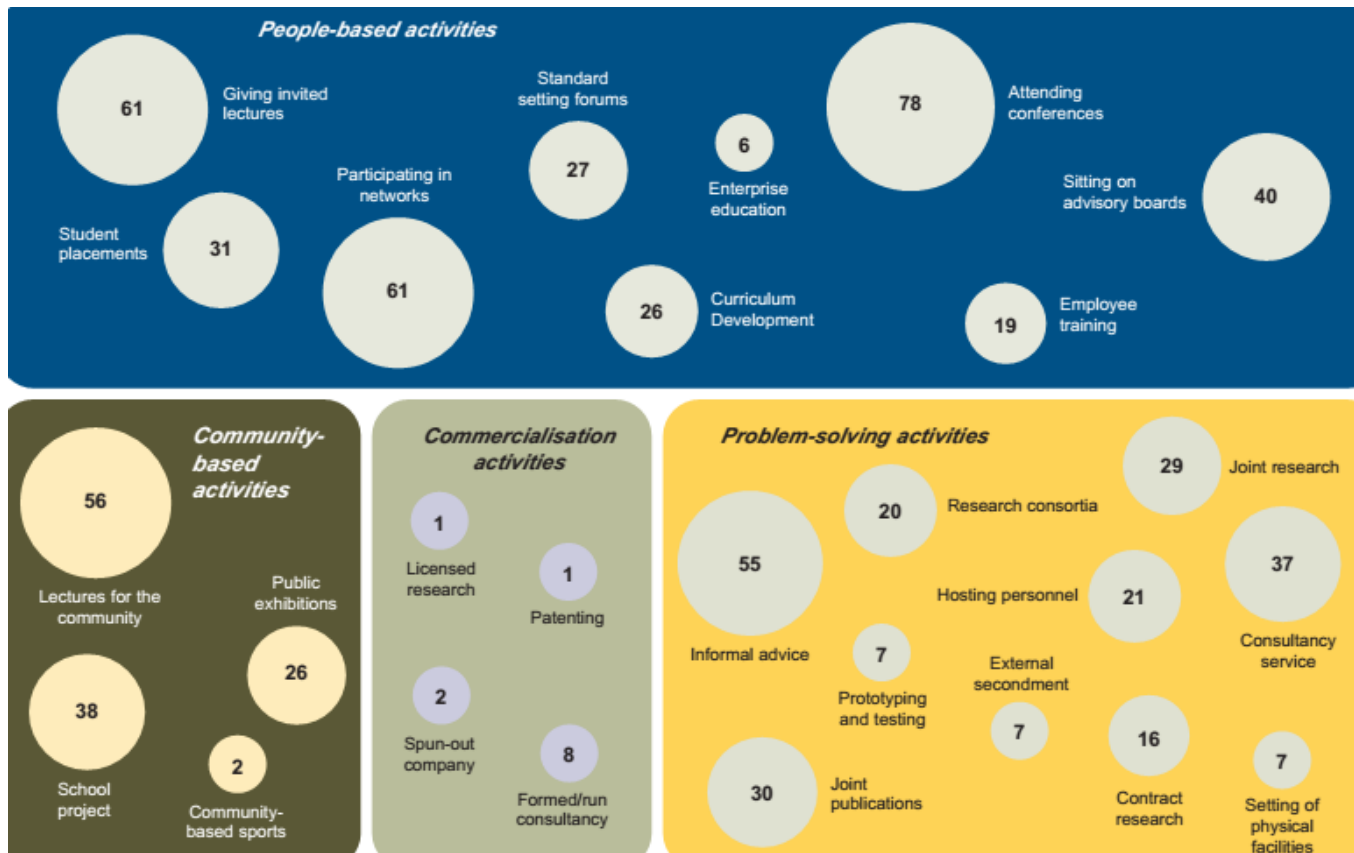 People-based activities
61
Giving invited
lectures
Standard
setting forums
27
6
Enterprise
education
78
Attending
conferences
Sitting on
advisory boards
40
Student
placements
31
Participating in
networks
61
26
Curriculum
Development
19
Employee
training
Community-
based
activities
56
Lectures for the
community
Public
exhibitions
26
38
School
project
2
Community-
based sports
Commercialisation
activities
1
Licensed
research
1
Patenting
2
Spun-out
company
8
Formed/run
consultancy
Problem-solving activities
29
Joint research
20
Research consortia
55
Informal advice
37
Consultancy
service
Hosting personnel
21
7
Prototyping
and testing
External
secondment
7
16
Contract
research
7
Setting of
physical
facilities
30
Joint
publications